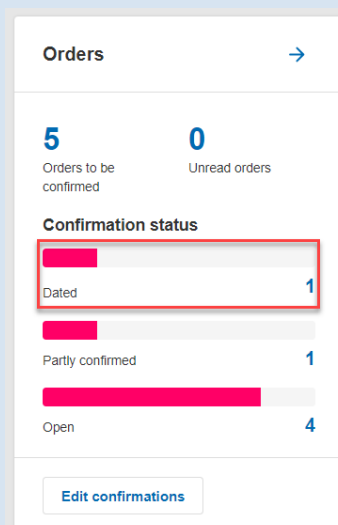 Orders
5
0
Orders to be
confirmed
Unread orders
Confirmation status
Dated
1
Partly confirmed
1
Open
4
Edit confirmations